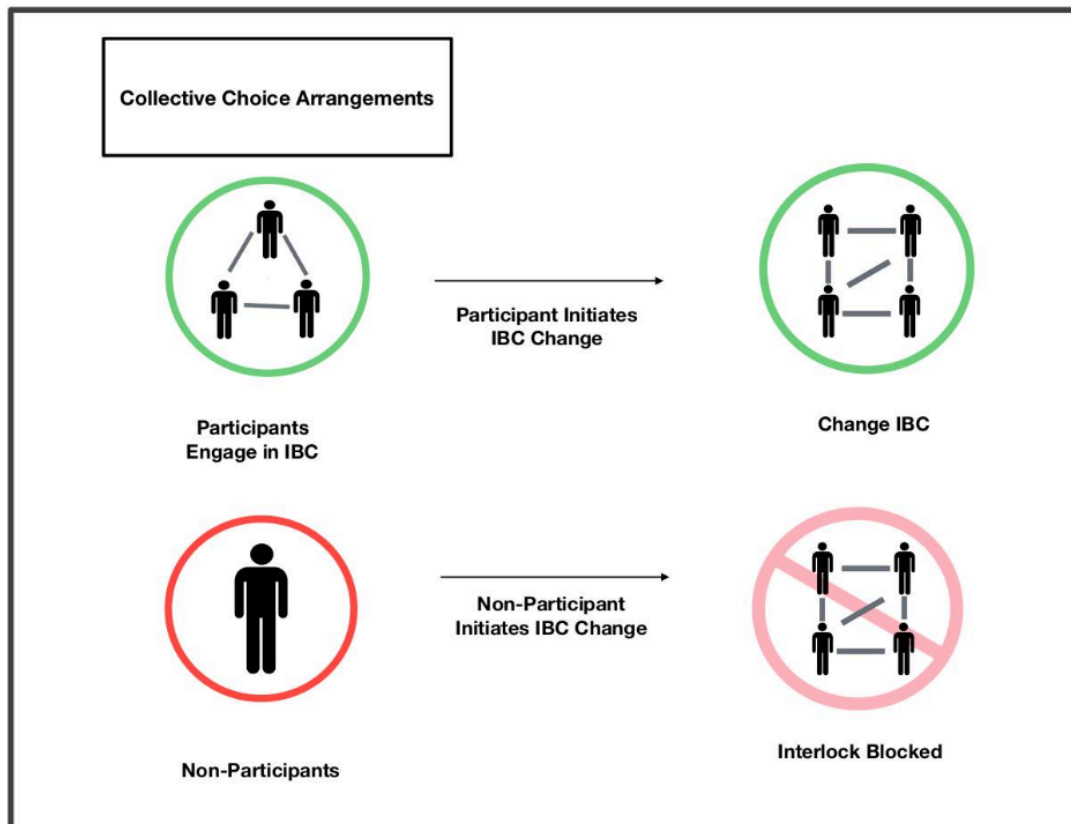 Collective Choice Arrangements
Participant Initiates
IBC Change
Participants
Engage in IBC
Change IBC
Non-Participant
Initiates IBC Change
Non-Participants
Interlock Blocked